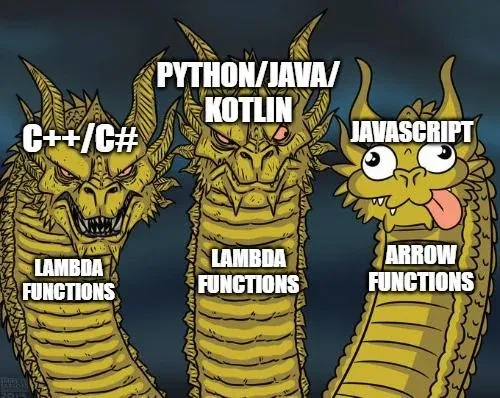 PYTHON/JAVA/
KOTLIN
C++/C#
JAVASCRIPT
LAMBDA
FUNCTIONS
LAMBDA
FUNCTIONS
ARROW
FUNCTIONS